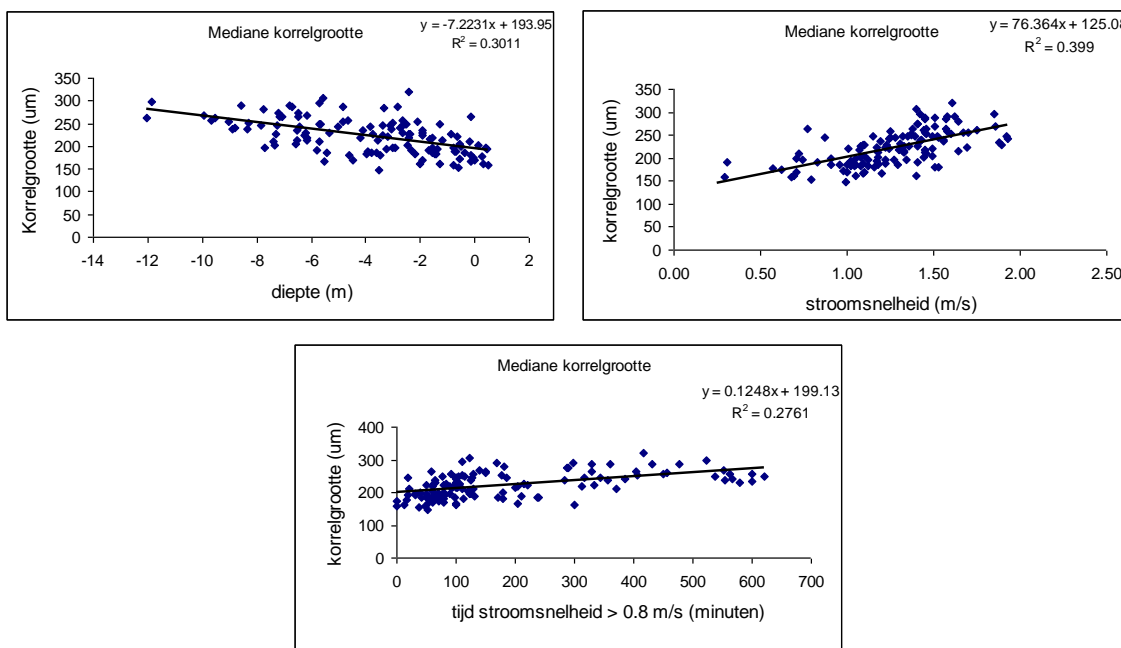 Mediane korrelgrootte
y = -7.2231x + 193.95
R² = 0.3011
Korrelgrootte (um)
350
300
250
200
150
100
50
0
-14 -12 -10 -8 -6 -4 -2 0 2
diepte (m)
Mediane korrelgrootte
y = 76.364x + 125.08
R² = 0.399
korrelgrootte (um)
350
300
250
200
150
100
50
0
0.00 0.50 1.00 1.50 2.00 2.50
stroomsnelheid (m/s)
Mediane korrelgrootte
y = 0.1248x + 199.13
R² = 0.2761
korrelgrootte (um)
400
300
200
100
0
0 100 200 300 400 500 600 700
tijd stroomsnelheid > 0.8 m/s (minuten)